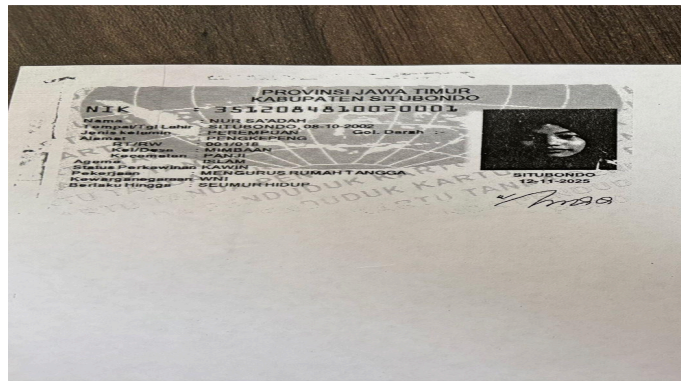 PROVINSI JAWA TIMUR
KABUPATEN SITUBONDO
NIK : 3512084810020001
Nama : NUR SA'ADAH
Tempat/Tgl Lahir : SITUBONDO, 08-10-2002
Jenis kelamin : PEREMPUAN Gol. Darah :-
Alamat : PENGKERENG
RT/RW : 001/018
Kel/Desa : MIMBAAN
Kecamatan : PANJI
Agama : ISLAM
Status Perkawinan: KAWIN
Pekerjaan : MENGURUS RUMAH TANGGA
Kewarganegaraan: WNI
Berlaku Hingga : SEUMUR HIDUP
SITUBONDO
12-11-2025